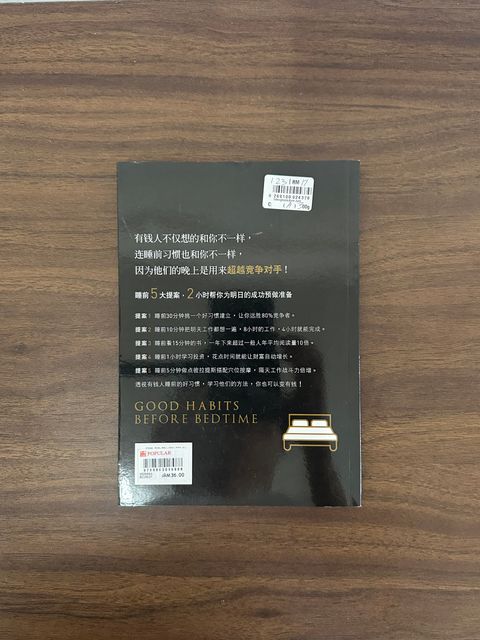 有钱人不仅想的和你不一样，
连睡前习惯也和你不一样，
因为他们的晚上是用来超越竞争对手！
睡前5大提案，2小时帮你为明日的成功预做准备
提案1 睡前30分钟挑一个好习惯建立，让你远胜80%竞争者。
提案2 睡前10分钟把明天工作都想一遍，8小时的工作，4小时就能完成。
提案3 睡前看15分钟的书，一年下来超过一般人年平均阅读量10倍。
提案4 睡前1小时学习投资，花点时间就能让财富自动增长。
提案5 睡前5分钟做点彼拉提斯搭配穴位按摩，隔天工作战斗力倍增。
透视有钱人睡前的好习惯，学习他们的方法，你也可以变有钱！
GOOD HABITS
BEFORE BEDTIME
POPULAR
RM 36.00